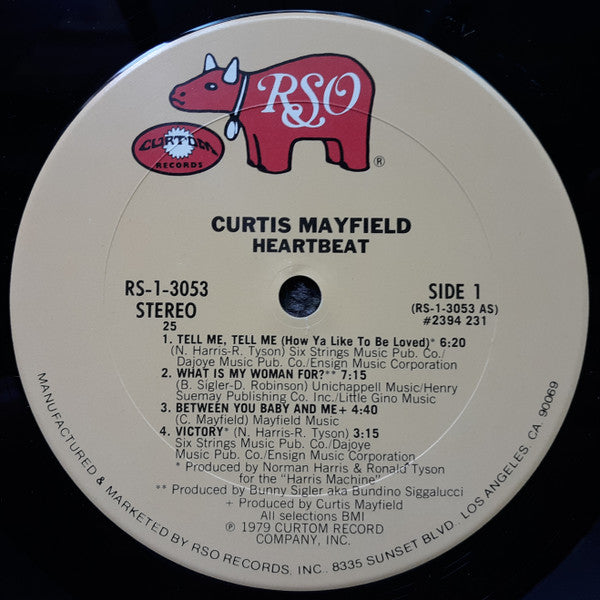 RSO
®
CURTOM
RECORDS
CURTIS MAYFIELD
HEARTBEAT
RS-1-3053
STEREO
25
SIDE 1
(RS-1-3053 AS)
#2394 231
1. TELL ME, TELL ME (How Ya Like To Be Loved)* 6:20
(N. Harris-R. Tyson) Six Strings Music Pub. Co./
Dajoye Music Pub. Co./Ensign Music Corporation
2. WHAT IS MY WOMAN FOR?** 7:15
(B. Sigler-D. Robinson) Unichappell Music/Henry
Suemay Publishing Co. Inc./Little Gino Music
3. BETWEEN YOU BABY AND ME+ 4:40
(C. Mayfield) Mayfield Music
4. VICTORY* (N. Harris-R. Tyson) 3:15
Six Strings Music Pub. Co./Dajoye
Music Pub. Co./Ensign Music Corporation
* Produced by Norman Harris & Ronald Tyson
for the "Harris Machine"
** Produced by Bunny Sigler aka Bundino Siggalucci
+ Produced by Curtis Mayfield
All selections BMI
℗ 1979 CURTOM RECORD
COMPANY, INC.
MANUFACTURED & MARKETED BY RSO RECORDS, INC., 8335 SUNSET BLVD., LOS ANGELES, CA. 90069